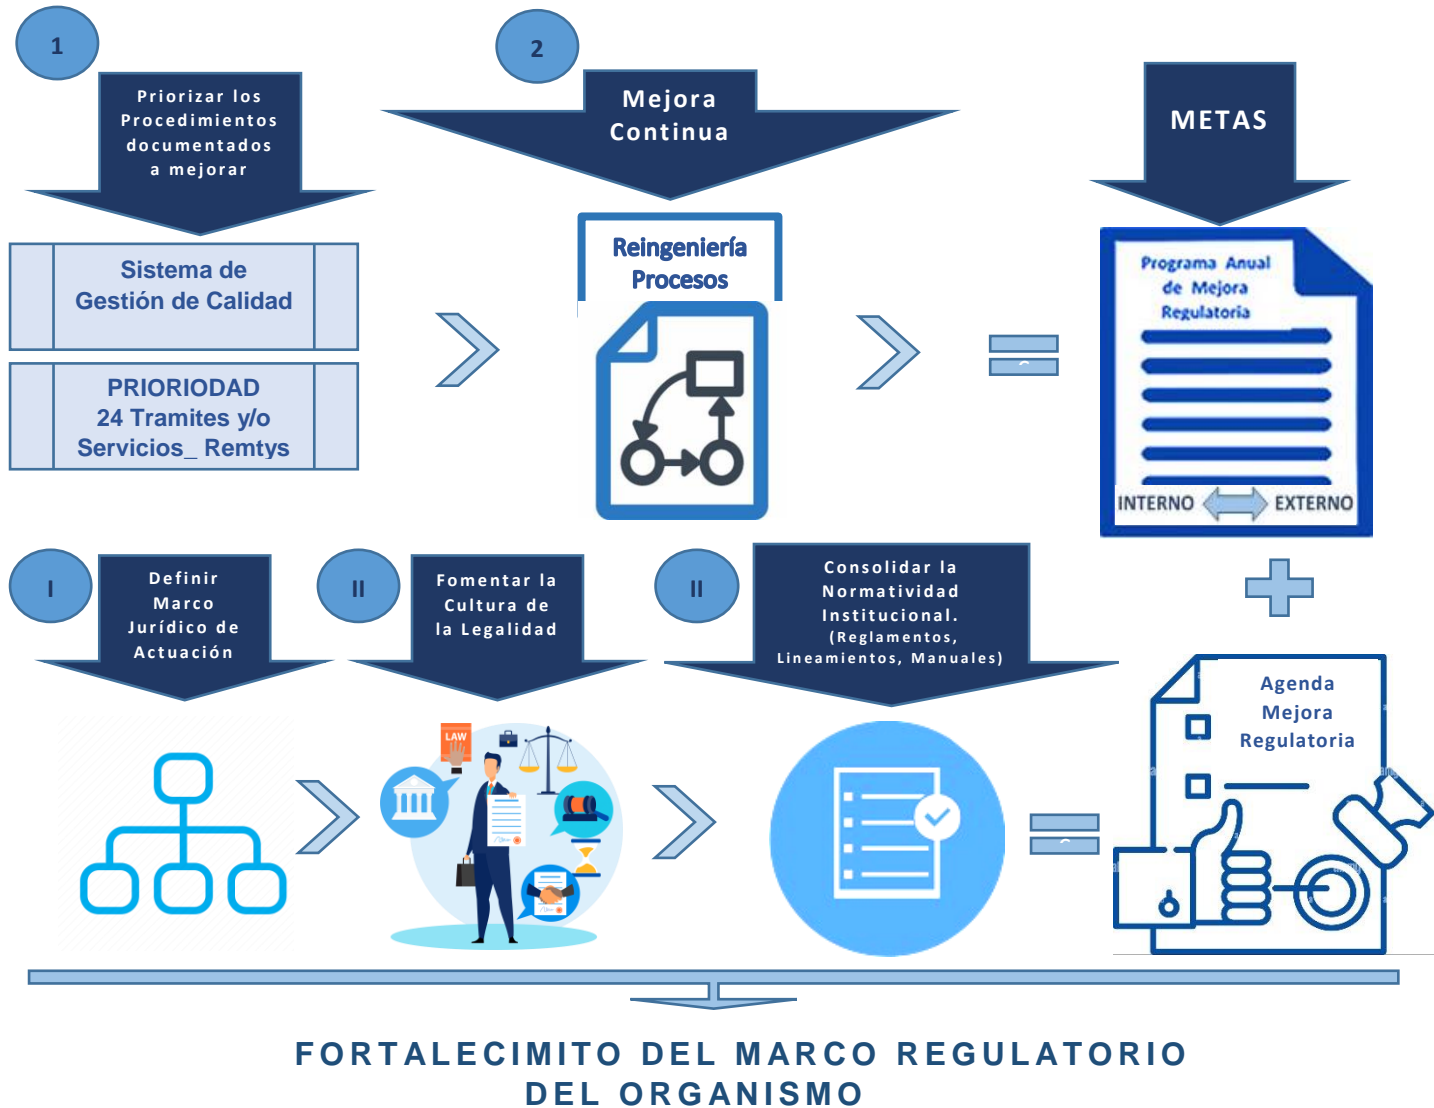 1
Priorizar los
Procedimientos
documentados
a mejorar
2
Mejora
Continua
METAS
Sistema de
Gestión de Calidad
PRIORIODAD
24 Tramites y/o
Servicios_ Remtys
Reingeniería
Procesos
Programa Anual
de Mejora
Regulatoria
INTERNO
EXTERNO
I
Definir
Marco
Jurídico de
Actuación
II
Fomentar la
Cultura de
la Legalidad
II
Consolidar la
Normatividad
Institucional.
(Reglamentos,
Lineamientos, Manuales)
LAW
Agenda
Mejora
Regulatoria
FORTALECIMITO DEL MARCO REGULATORIO
DEL ORGANISMO